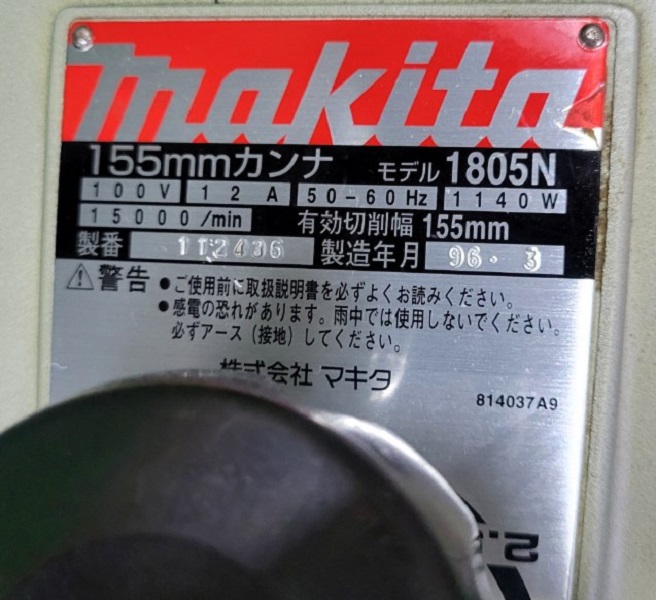 makita
155mmカンナ モデル 1805N
100V 12A 50-60Hz 1140W
15000/min 有効切削幅 155mm
製番 112436 製造年月 96.3
警告 •ご使用前に取扱説明書を必ずよくお読みください。
•感電の恐れがあります。雨中では使用しないでください。
必ずアース（接地）してください。
株式会社 マキタ
814037A9